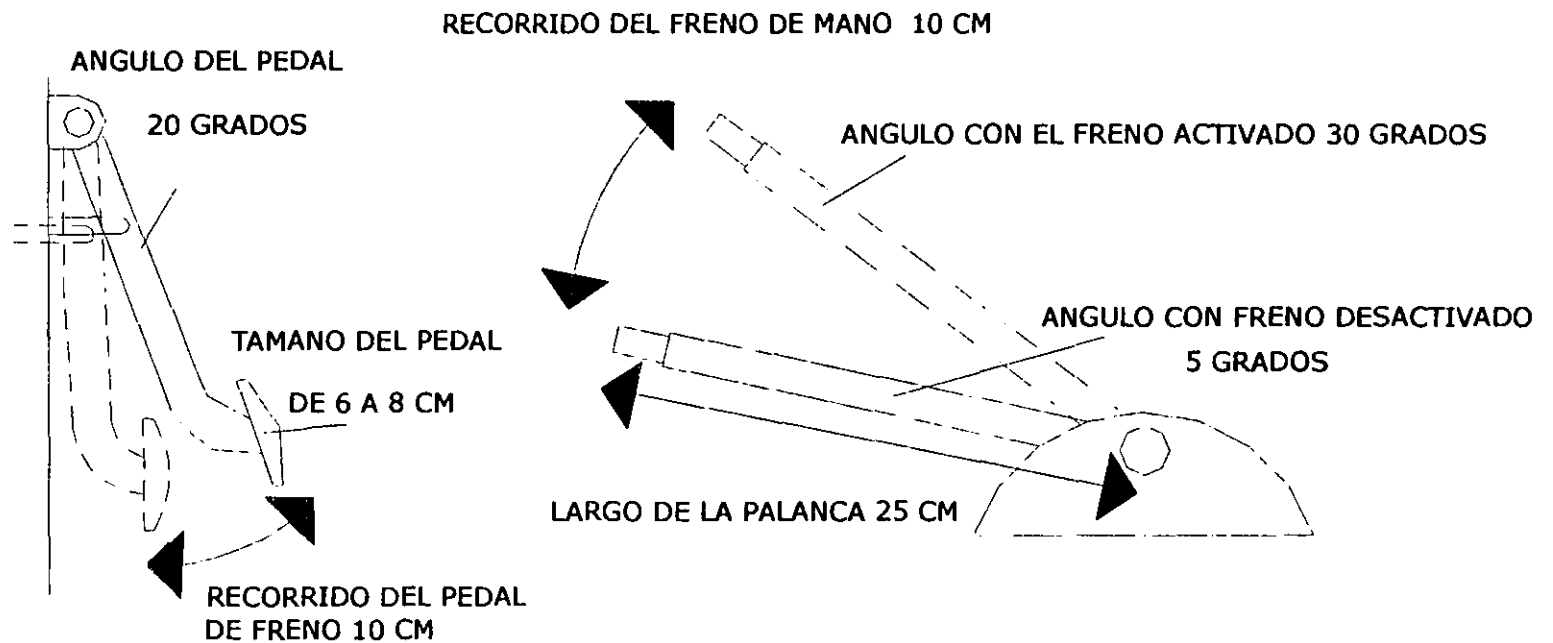 RECORRIDO DEL FRENO DE MANO 10 CM
ANGULO DEL PEDAL
20 GRADOS
ANGULO CON EL FRENO ACTIVADO 30 GRADOS
ANGULO CON FRENO DESACTIVADO
5 GRADOS
TAMANO DEL PEDAL
DE 6 A 8 CM
LARGO DE LA PALANCA 25 CM
RECORRIDO DEL PEDAL
DE FRENO 10 CM